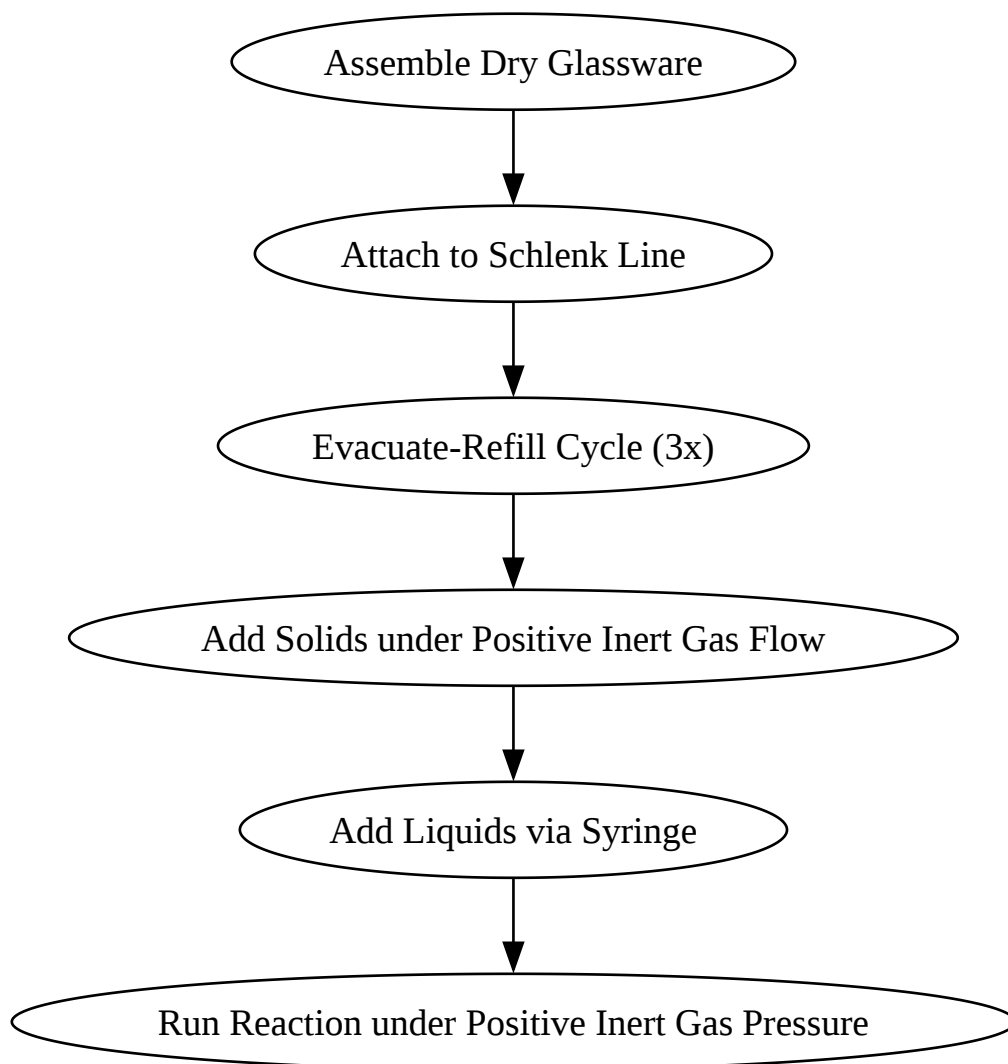 Assemble Dry Glassware
Attach to Schlenk Line
Evacuate-Refill Cycle (3x)
Add Solids under Positive Inert Gas Flow
Add Liquids via Syringe
Run Reaction under Positive Inert Gas Pressure